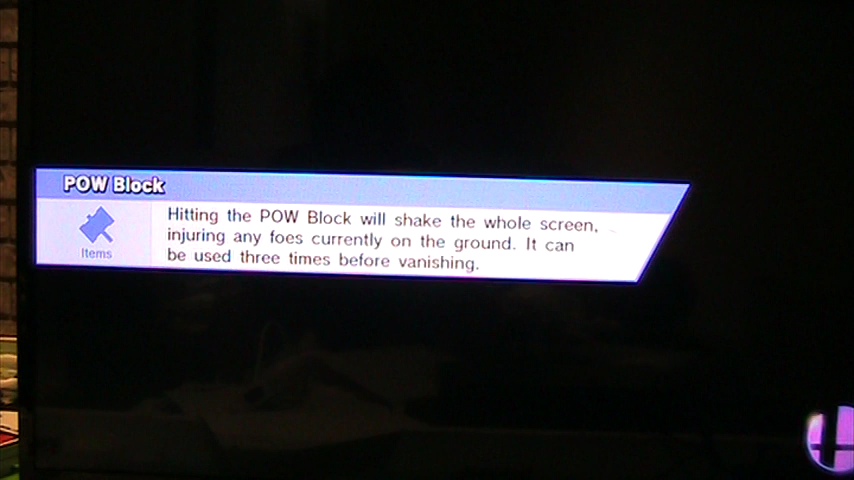 POW Block
Hitting the POW Block will shake the whole screen,
injuring any foes currently on the ground. It can
be used three times before vanishing.
Items